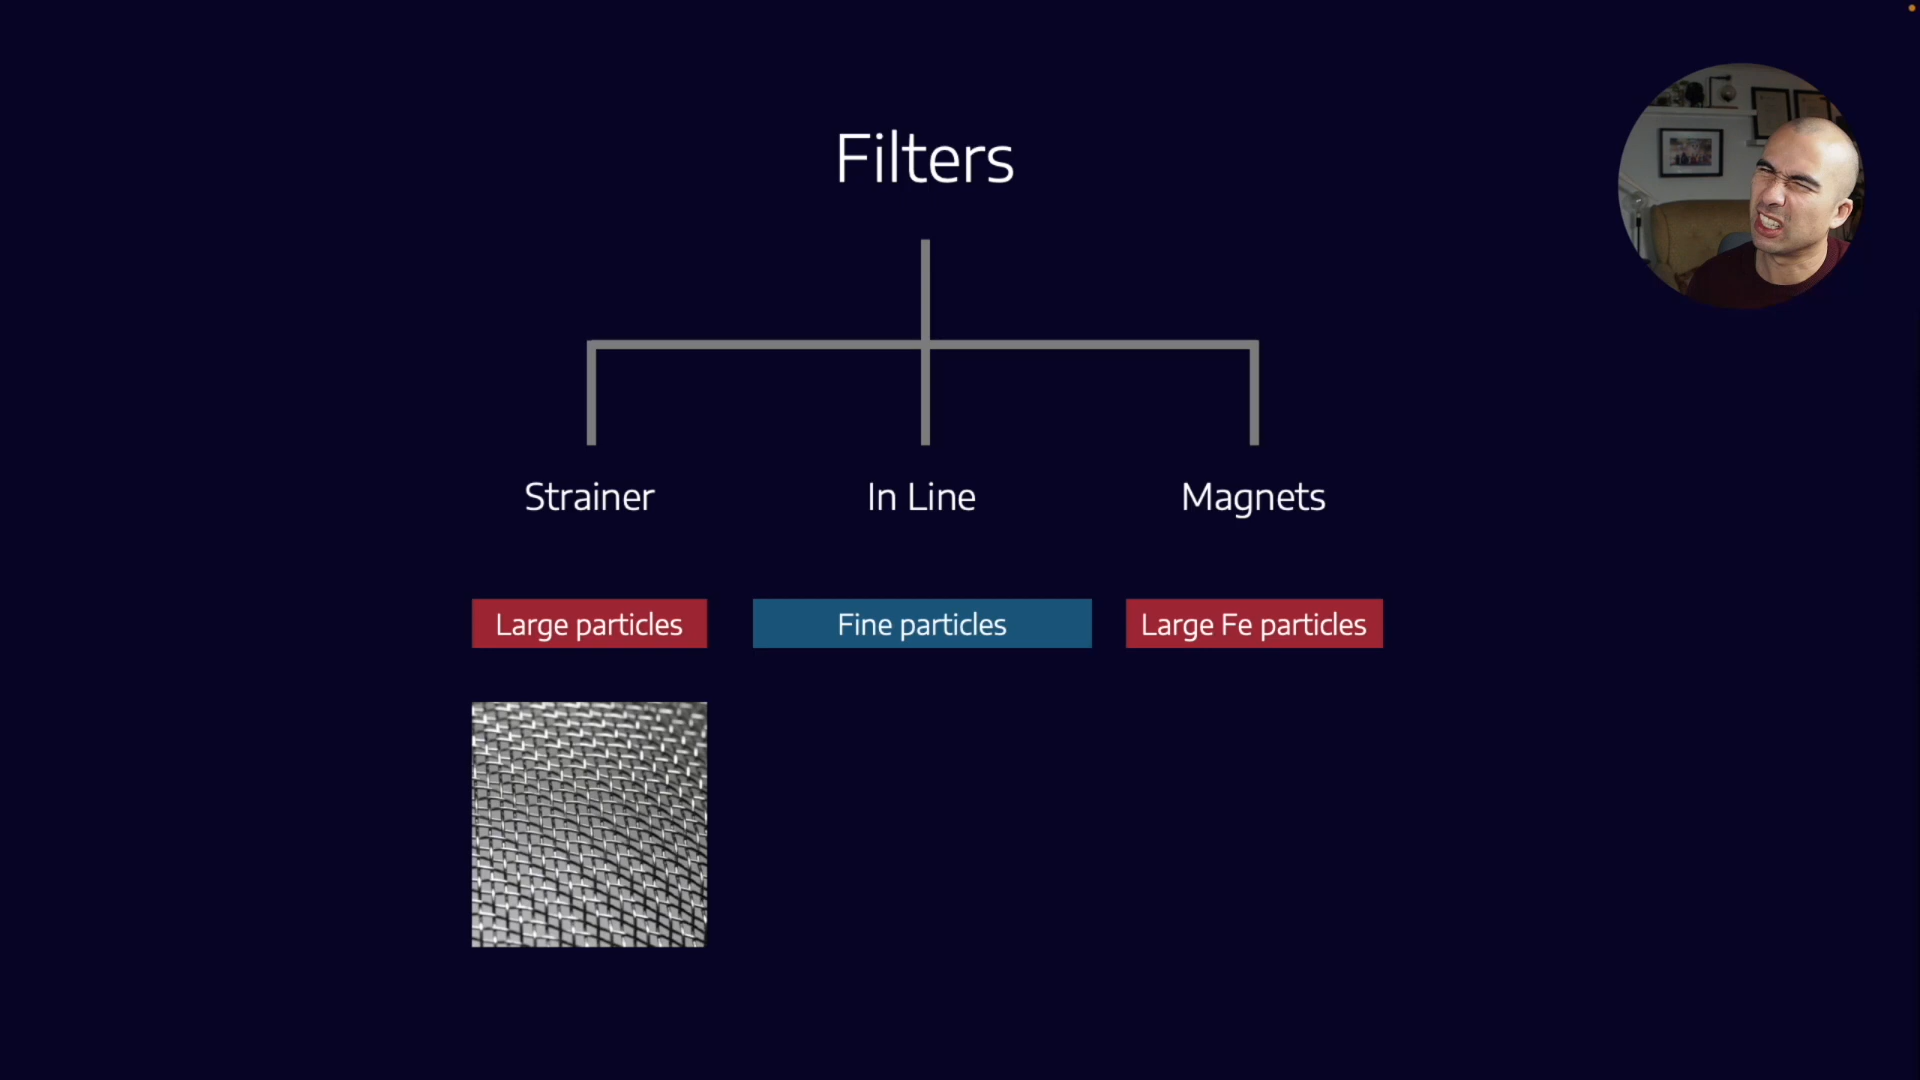 Filters
Strainer
In Line
Magnets
Large particles
Fine particles
Large Fe particles